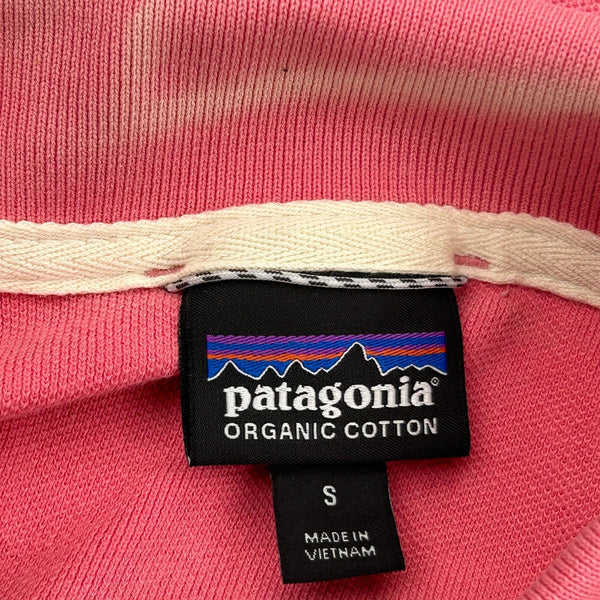 patagonia®
ORGANIC COTTON
S
MADE IN
VIETNAM